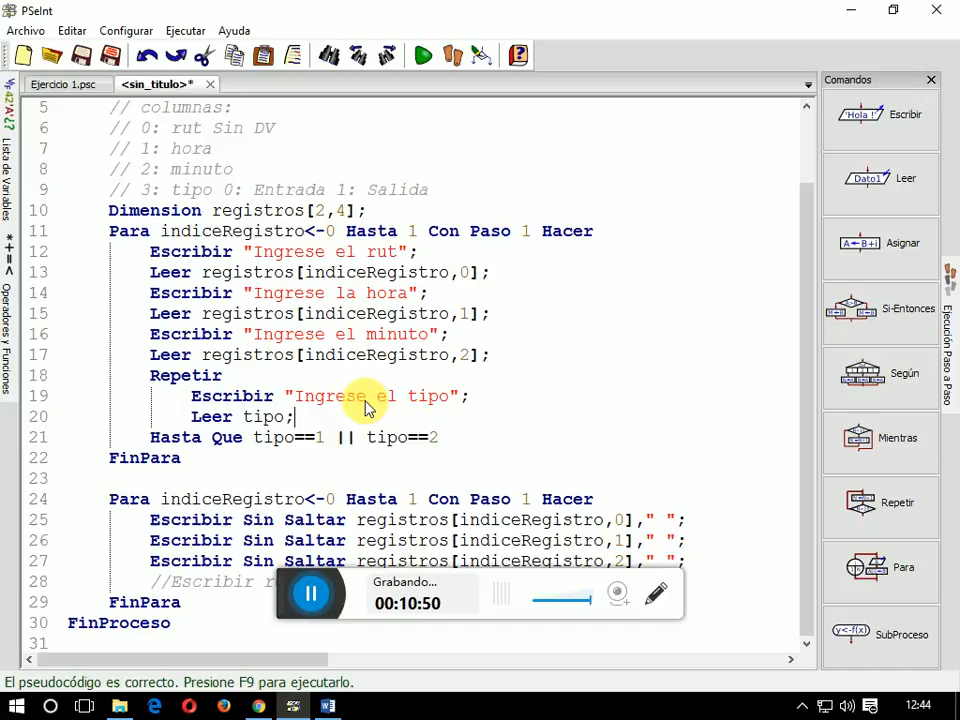 PSeInt
Archivo Editar Configurar Ejecutar Ayuda
Ejercicio 1.psc <sin_titulo>*
Comandos
5 // columnas:
6 // 0: rut Sin DV
7 // 1: hora
8 // 2: minuto
9 // 3: tipo 0: Entrada 1: Salida
10 Dimension registros[2,4];
11 Para indiceRegistro<-0 Hasta 1 Con Paso 1 Hacer
12 Escribir "Ingrese el rut";
13 Leer registros[indiceRegistro,0];
14 Escribir "Ingrese la hora";
15 Leer registros[indiceRegistro,1];
16 Escribir "Ingrese el minuto";
17 Leer registros[indiceRegistro,2];
18 Repetir
19 Escribir "Ingrese el tipo";
20 Leer tipo;
21 Hasta Que tipo==1 || tipo==2
22 FinPara
23
24 Para indiceRegistro<-0 Hasta 1 Con Paso 1 Hacer
25 Escribir Sin Saltar registros[indiceRegistro,0]," ";
26 Escribir Sin Saltar registros[indiceRegistro,1]," ";
27 Escribir Sin Saltar registros[indiceRegistro,2]," ";
28 //Escribir
29 FinPara
30 FinProceso
31
Lista de Variables
Operadores y Funciones
'Hola !' Escribir
Dato1 Leer
A←B+i Asignar
Si-Entonces
Según
Mientras
Repetir
Para
y<-f(x) SubProceso
Ejecución Paso a Paso
Grabando...
00:10:50
El pseudocódigo es correcto. Presione F9 para ejecutarlo.
12:44